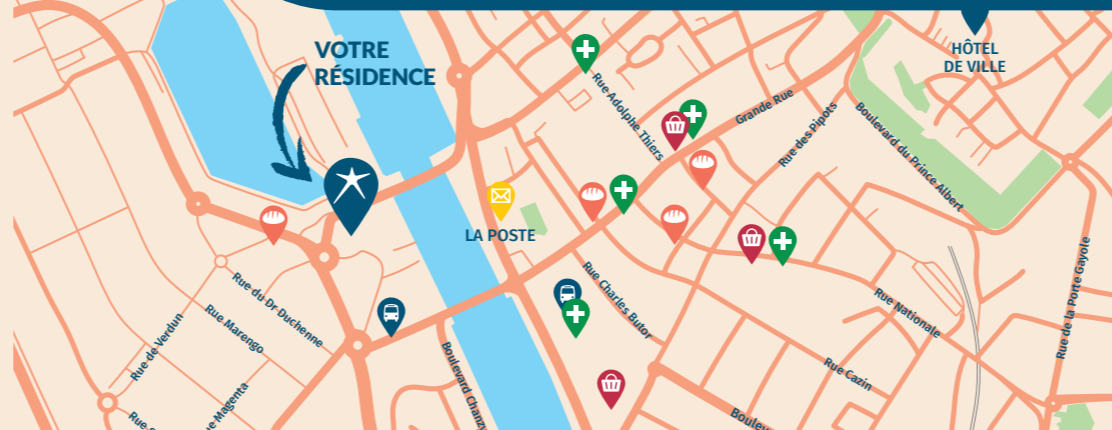 VOTRE
RÉSIDENCE
HÔTEL
DE VILLE
Rue Adolphe Thiers
Grande Rue
Rue des Pipots
Boulevard du Prince Albert
LA POSTE
Rue de la Porte Gayole
Rue du Dr Duchenne
Rue Charles Butor
Rue Marengo
Rue de Verdun
Rue Nationale
Boulevard Chanzy
Rue Cazin
Magenta
Rue